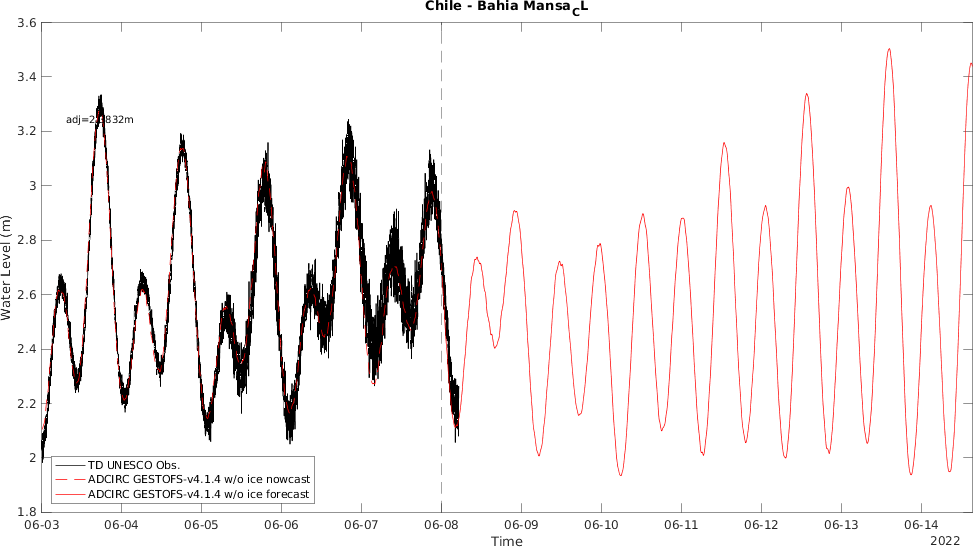 Chile - Bahia MansaCL
3.6
3.4
3.2
3
2.8
2.6
2.4
2.2
2
1.8
Water Level (m)
TD UNESCO Obs.
ADCIRC GESTOFS-v4.1.4 w/o ice nowcast
ADCIRC GESTOFS-v4.1.4 w/o ice forecast
06-03 06-04 06-05 06-06 06-07 06-08 06-09 06-10 06-11 06-12 06-13 06-14
Time
2022